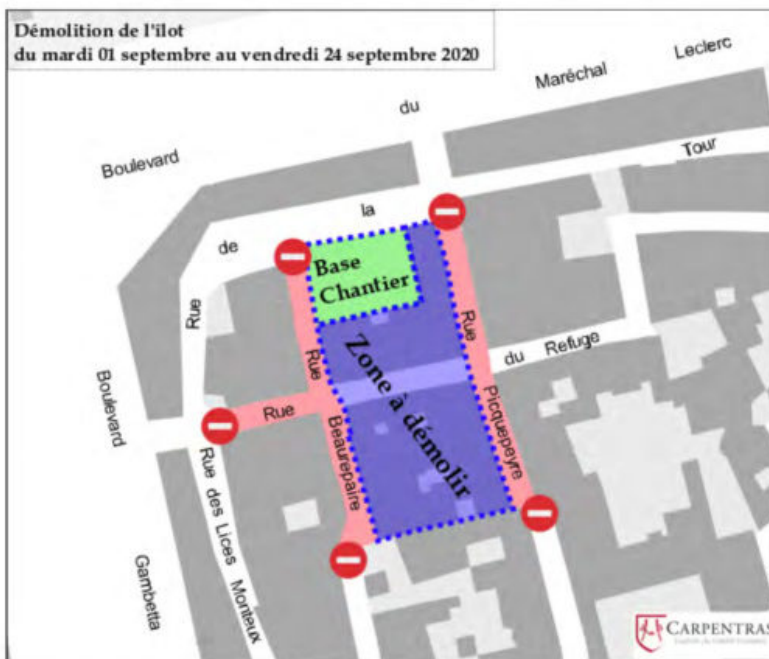 Démolition de l'îlot
du mardi 01 septembre au vendredi 24 septembre 2020
Boulevard
du
Maréchal
Leclerc
Rue
de
la
Tour
Base
Chantier
Rue
Rue
du Refuge
Zone à démolir
Boulevard
Rue
Beaurepaire
Picquepeyre
Rue des Lices Monteux
Gambetta
CARPENTRAS